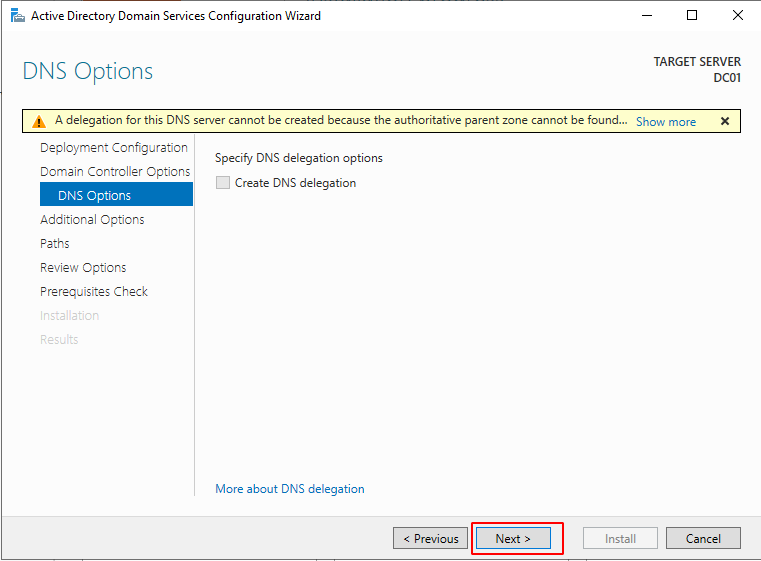 Active Directory Domain Services Configuration Wizard
DNS Options
TARGET SERVER
DC01
A delegation for this DNS server cannot be created because the authoritative parent zone cannot be found... Show more
Deployment Configuration
Domain Controller Options
DNS Options
Additional Options
Paths
Review Options
Prerequisites Check
Installation
Results
Specify DNS delegation options
Create DNS delegation
More about DNS delegation
< Previous
Next >
Install
Cancel